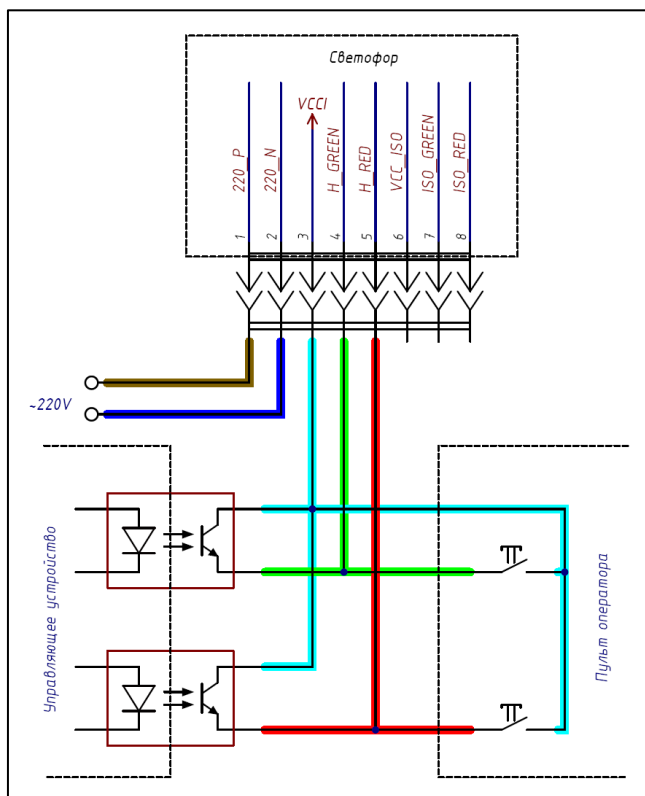 Светофор
220_P
220_N
VCCI
H_GREEN
H_RED
VCC_ISO
ISO_GREEN
ISO_RED
1
2
3
4
5
6
7
8
~220V
Управляющее устройство
Пульт оператора